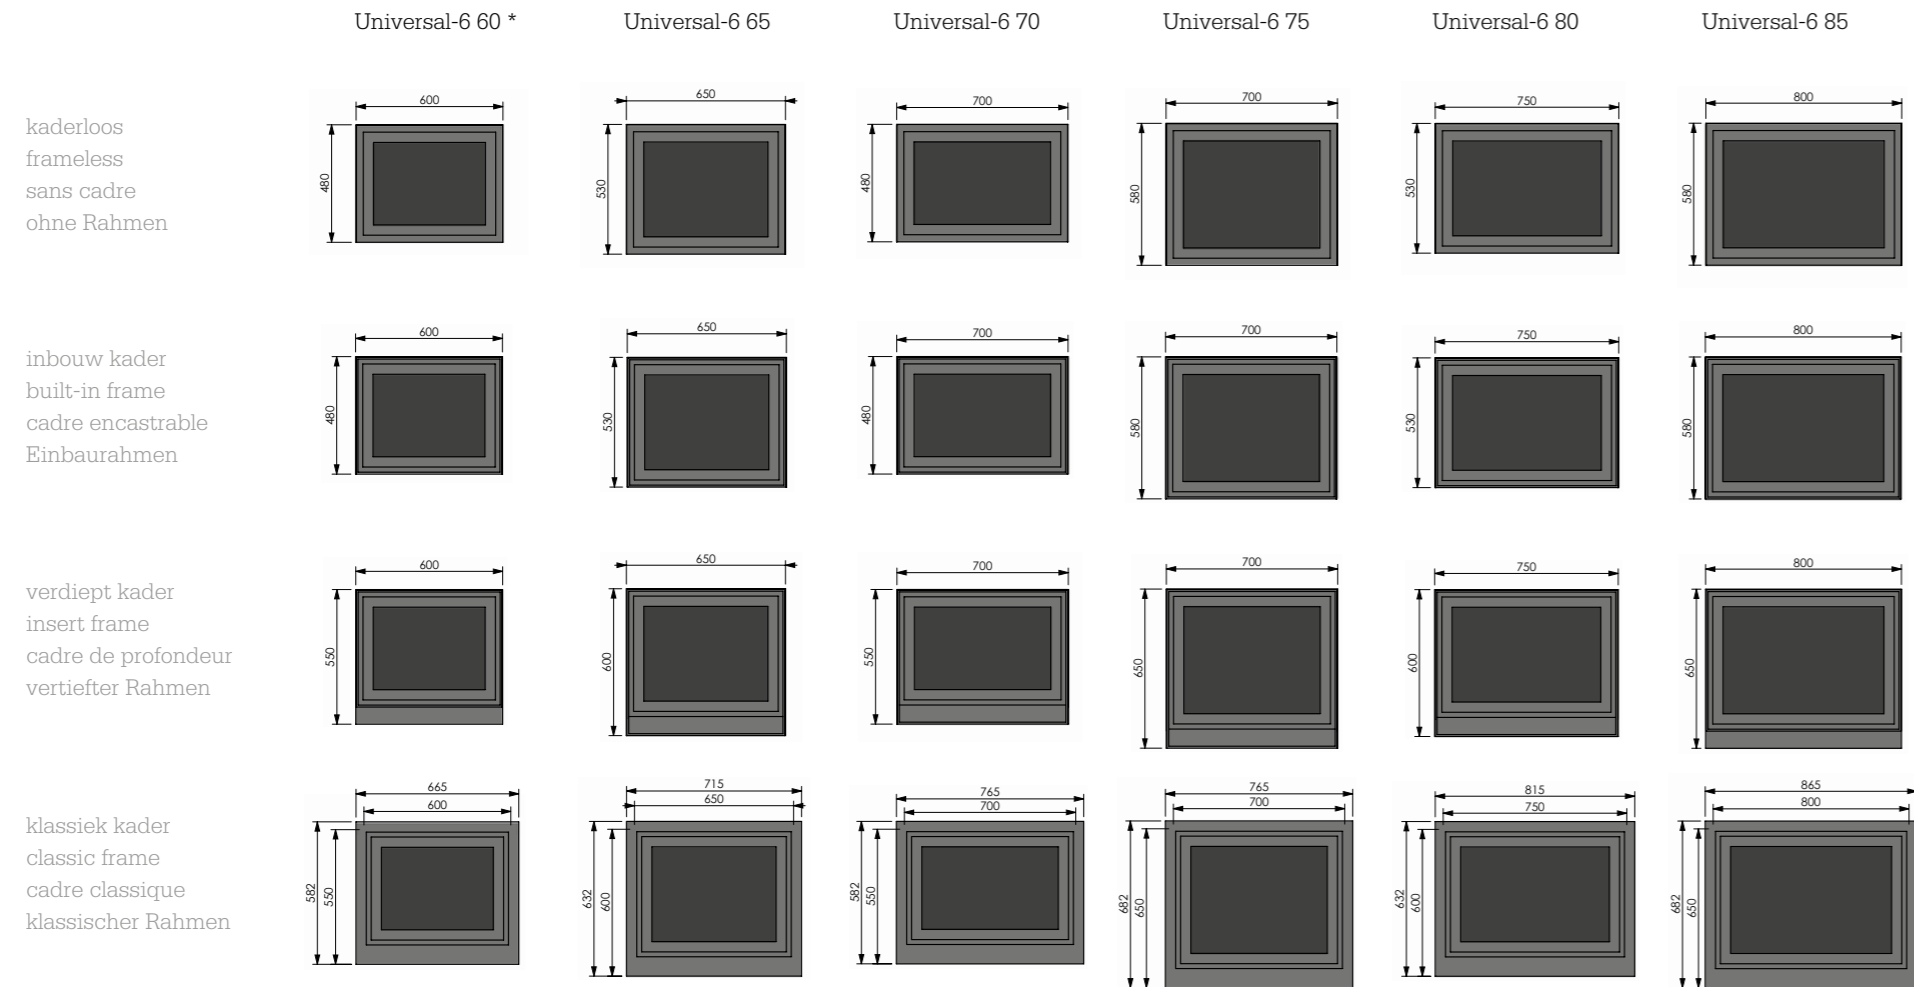 Universal-6 60 * Universal-6 65 Universal-6 70 Universal-6 75 Universal-6 80 Universal-6 85
kaderloos
frameless
sans cadre
ohne Rahmen
600 650 700 700 750 800
480 530 480 580 530 580
inbouw kader
built-in frame
cadre encastrable
Einbaurahmen
600 650 700 700 750 800
480 530 480 580 530 580
verdiept kader
insert frame
cadre de profondeur
vertiefter Rahmen
600 650 700 700 750 800
550 600 550 650 600 650
klassiek kader
classic frame
cadre classique
klassischer Rahmen
665 715 765 765 815 865
600 650 700 700 750 800
582 550 632 600 582 550 682 650 632 600 682 650